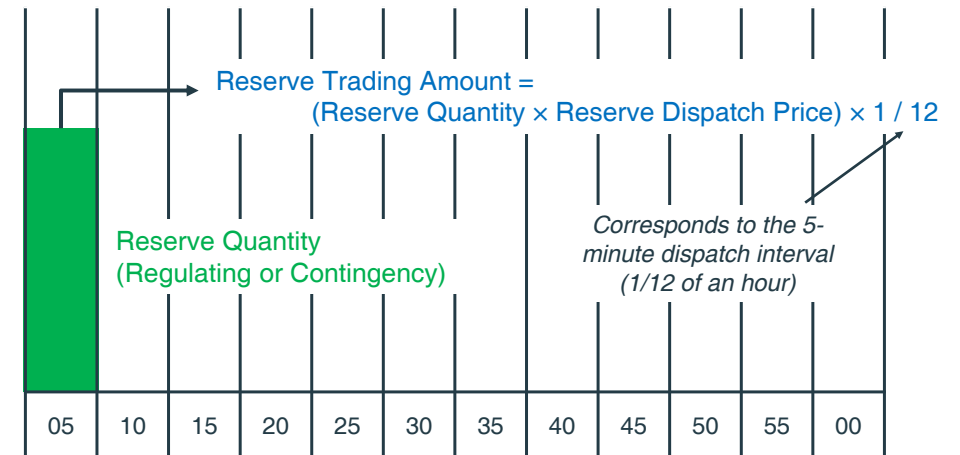 Reserve Trading Amount =
(Reserve Quantity × Reserve Dispatch Price) × 1 / 12
Corresponds to the 5-
minute dispatch interval
(1/12 of an hour)
Reserve Quantity
(Regulating or Contingency)
05 10 15 20 25 30 35 40 45 50 55 00